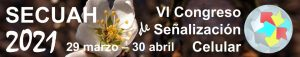 SECUAH
2021
29 marzo – 30 abril
VI Congreso
de Señalización
Celular